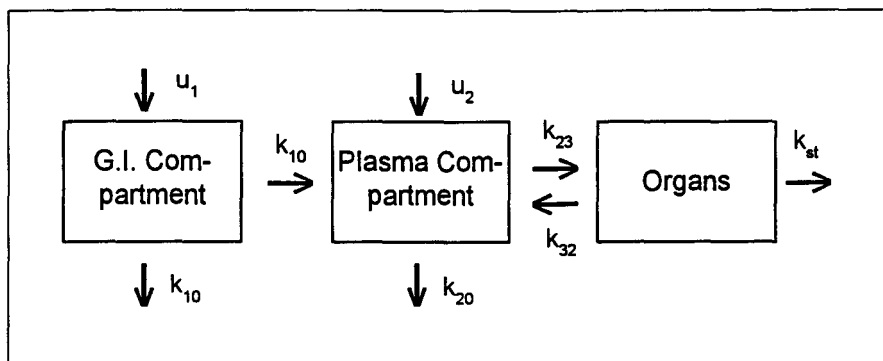 u1
u2
G.I. Com-
partment
k10
Plasma Com-
partment
k23
k32
Organs
kst
k10
k20